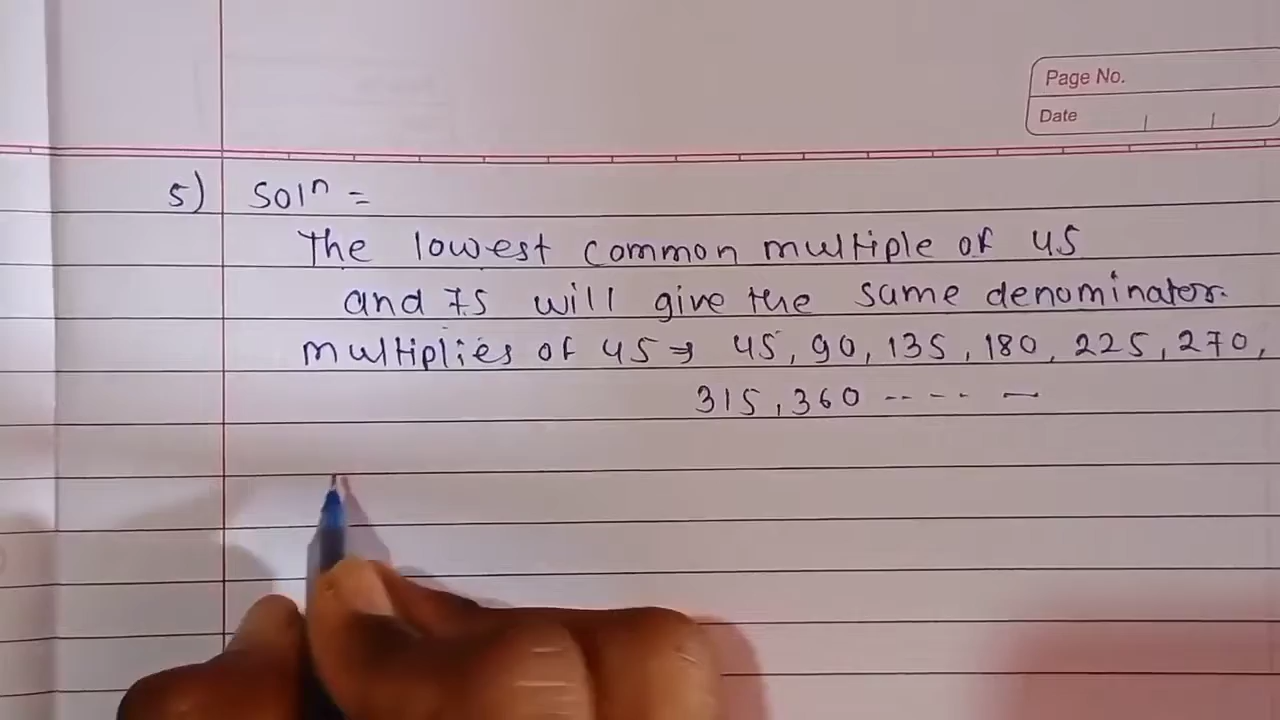 Page No.
Date
5) Solⁿ =
The lowest common multiple of 45
and 75 will give the same denominator.
multiplies of 45 ⇒ 45, 90, 135, 180, 225, 270,
315, 360 ---- —